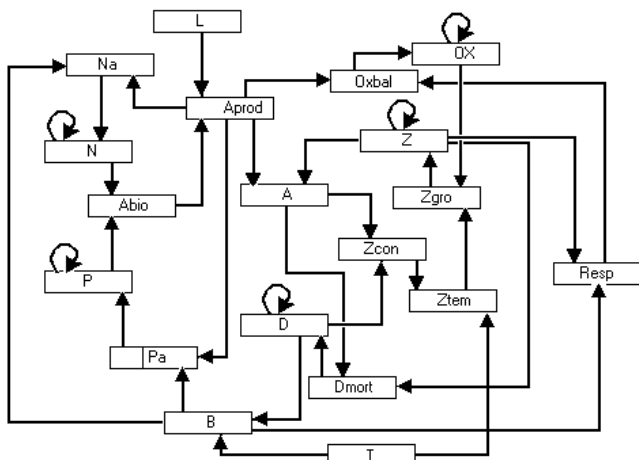 L
OX
Na
Oxbal
Aprod
Z
N
A
Zgro
Abio
Zcon
Resp
P
Ztem
D
Pa
Dmort
B
T